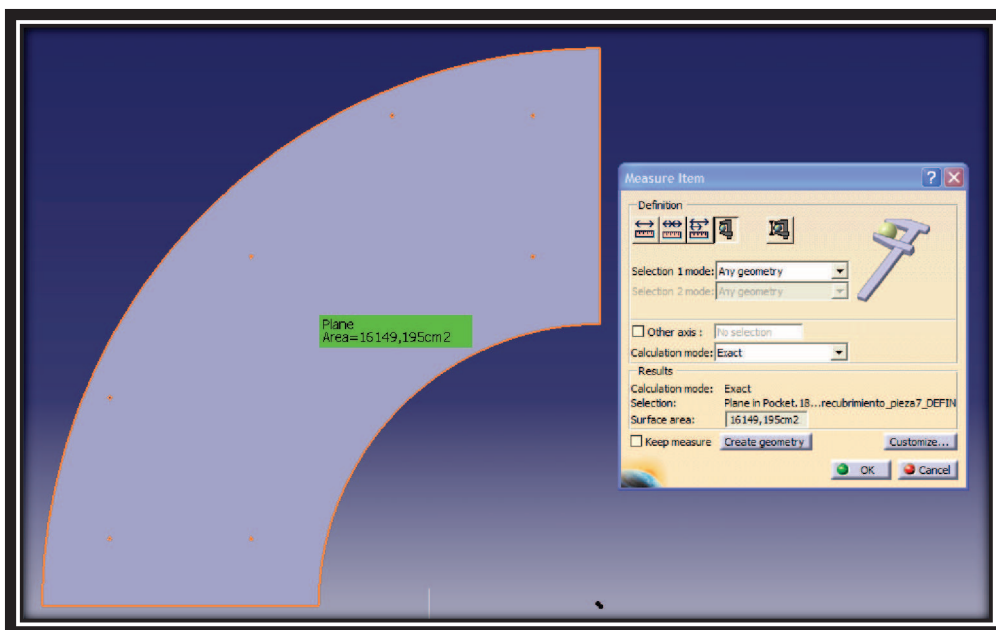 Plane
Area=16149,195cm2
Measure Item
Definition
Selection 1 mode: Any geometry
Selection 2 mode: Any geometry
Other axis : No selection
Calculation mode: Exact
Results
Calculation mode: Exact
Selection: Plane in Pocket.18...recubrimiento_pieza7_DEFIN
Surface area: 16149,195cm2
Keep measure Create geometry Customize...
OK Cancel